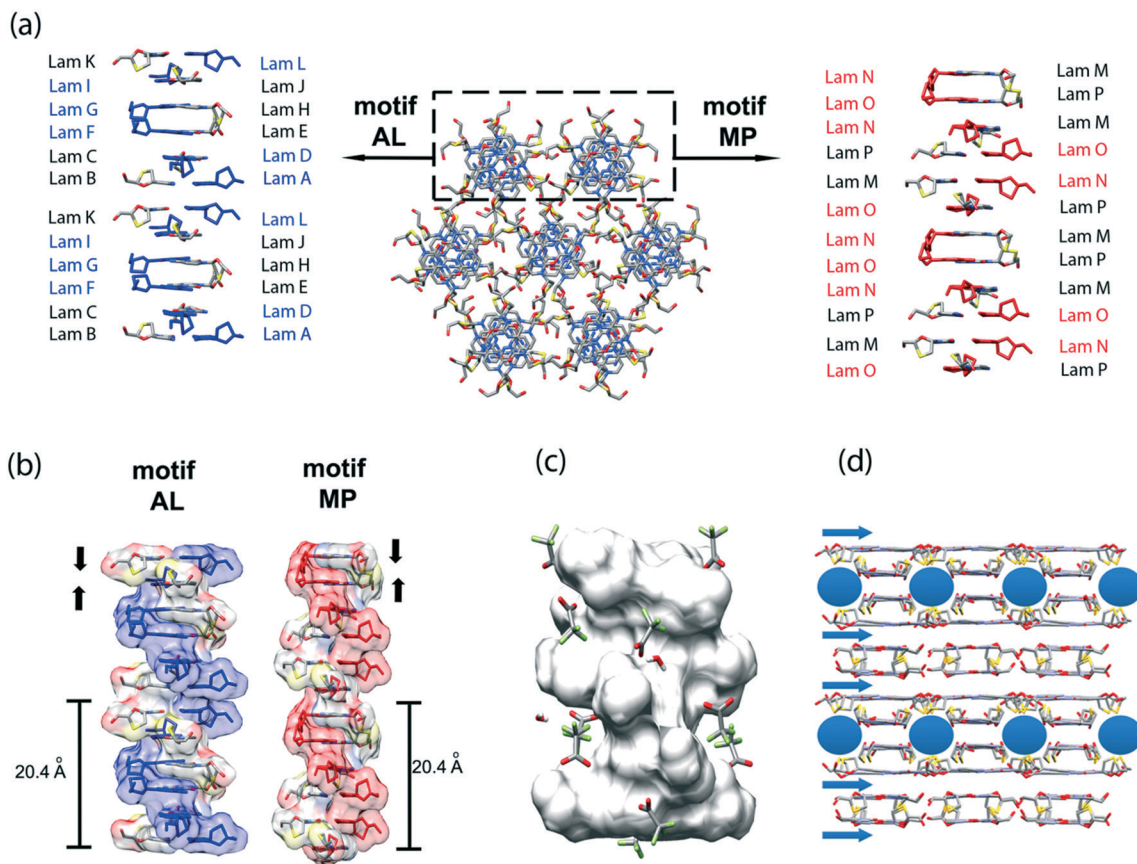 (a)
Lam K Lam L
Lam I Lam J
Lam G Lam H
Lam F Lam E
Lam C Lam D
Lam B Lam A
Lam K Lam L
Lam I Lam J
Lam G Lam H
Lam F Lam E
Lam C Lam D
Lam B Lam A
motif
AL
motif
MP
Lam N Lam M
Lam O Lam P
Lam N Lam M
Lam P Lam O
Lam M Lam N
Lam O Lam P
Lam N Lam M
Lam O Lam P
Lam N Lam M
Lam P Lam O
Lam M Lam N
Lam O Lam P
(b)
motif
AL
motif
MP
20.4 Å
20.4 Å
(c)
(d)